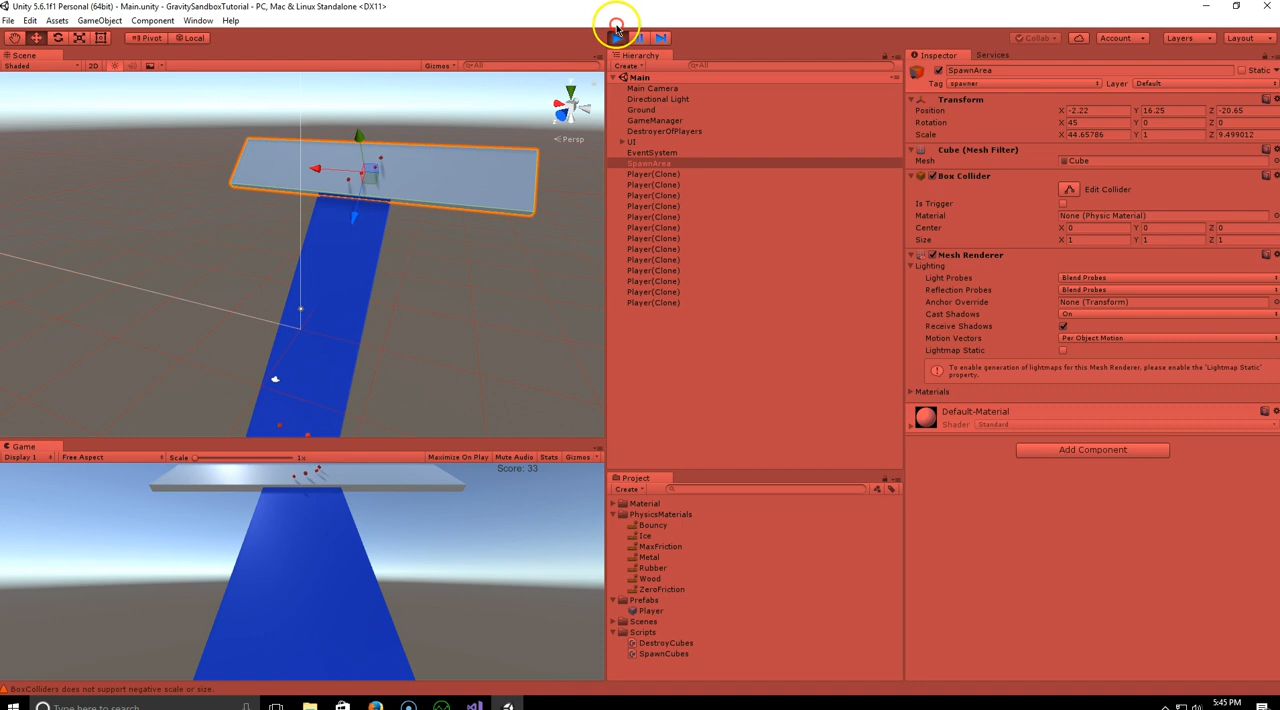 Unity 5.6.1f1 Personal (64bit) - Main.unity - GravitySandboxTutorial - PC, Mac & Linux Standalone <DX11>
File Edit Assets GameObject Component Window Help
Pivot Local Collab Account Layers Layout
Scene
Shaded 2D Gizmos All
Persp
Game
Display 1 Free Aspect Scale 1x Maximize On Play Mute Audio Stats Gizmos
Score: 33
Hierarchy
Create All
Main
Main Camera
Directional Light
Ground
GameManager
DestroyerOfPlayers
UI
EventSystem
SpawnArea
Player(Clone)
Player(Clone)
Player(Clone)
Player(Clone)
Player(Clone)
Player(Clone)
Player(Clone)
Player(Clone)
Player(Clone)
Player(Clone)
Player(Clone)
Player(Clone)
Player(Clone)
Project
Create
Material
PhysicsMaterials
Bouncy
Ice
MaxFriction
Metal
Rubber
Wood
ZeroFriction
Prefabs
Player
Scenes
Scripts
DestroyCubes
SpawnCubes
Inspector Services
SpawnArea Static
Tag spawner Layer Default
Transform
Position X -2.22 Y 16.25 Z -20.65
Rotation X 45 Y 0 Z 0
Scale X 44.65786 Y 1 Z 9.499012
Cube (Mesh Filter)
Mesh Cube
Box Collider
Edit Collider
Is Trigger
Material None (Physic Material)
Center X 0 Y 0 Z 0
Size X 1 Y 1 Z 1
Mesh Renderer
Lighting
Light Probes Blend Probes
Reflection Probes Blend Probes
Anchor Override None (Transform)
Cast Shadows On
Receive Shadows
Motion Vectors Per Object Motion
Lightmap Static
To enable generation of lightmaps for this Mesh Renderer, please enable the 'Lightmap Static'
property.
Materials
Default-Material
Shader Standard
Add Component
BoxColliders does not support negative scale or size.
Type here to search
5:45 PM